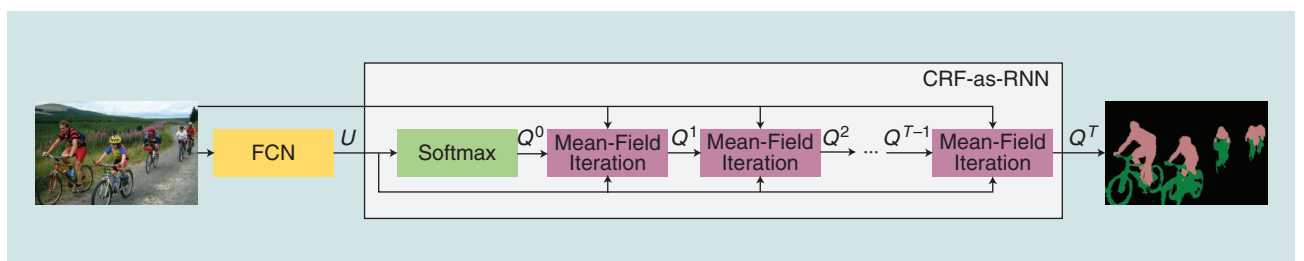 CRF-as-RNN
FCN
U
Softmax
Q⁰
Mean-Field
Iteration
Q¹
Mean-Field
Iteration
Q²
...
Qᵀ⁻¹
Mean-Field
Iteration
Qᵀ